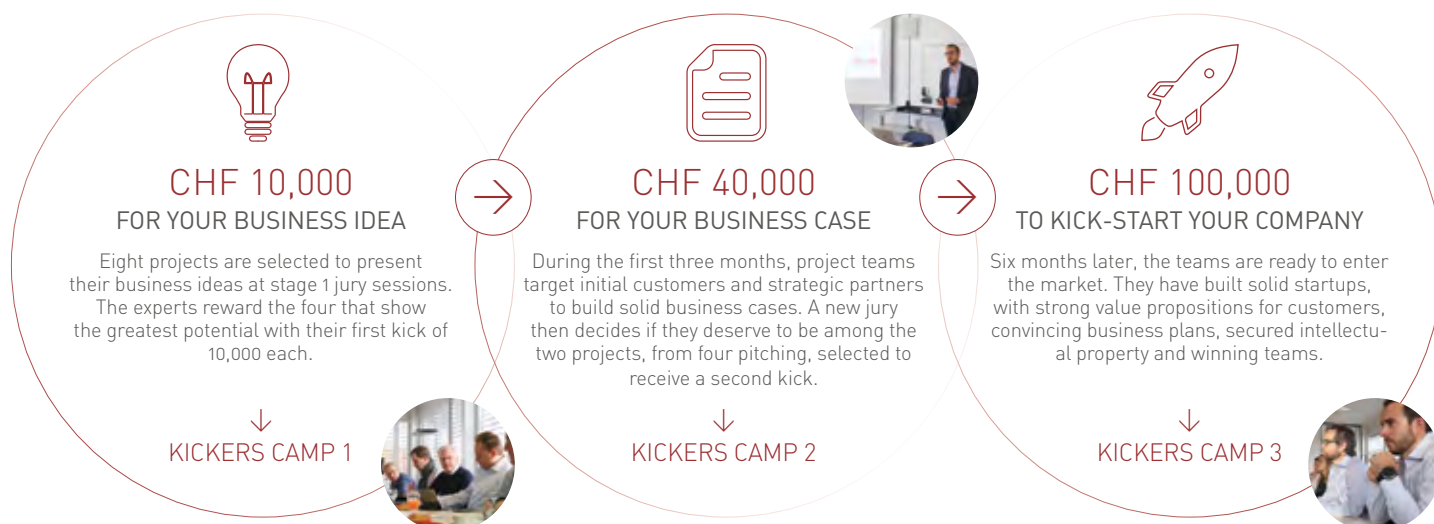 CHF 10,000
FOR YOUR BUSINESS IDEA
Eight projects are selected to present
their business ideas at stage 1 jury sessions.
The experts reward the four that show
the greatest potential with their first kick of
10,000 each.
KICKERS CAMP 1
CHF 40,000
FOR YOUR BUSINESS CASE
During the first three months, project teams
target initial customers and strategic partners
to build solid business cases. A new jury
then decides if they deserve to be among the
two projects, from four pitching, selected to
receive a second kick.
KICKERS CAMP 2
CHF 100,000
TO KICK-START YOUR COMPANY
Six months later, the teams are ready to enter
the market. They have built solid startups,
with strong value propositions for customers,
convincing business plans, secured intellectu-
al property and winning teams.
KICKERS CAMP 3